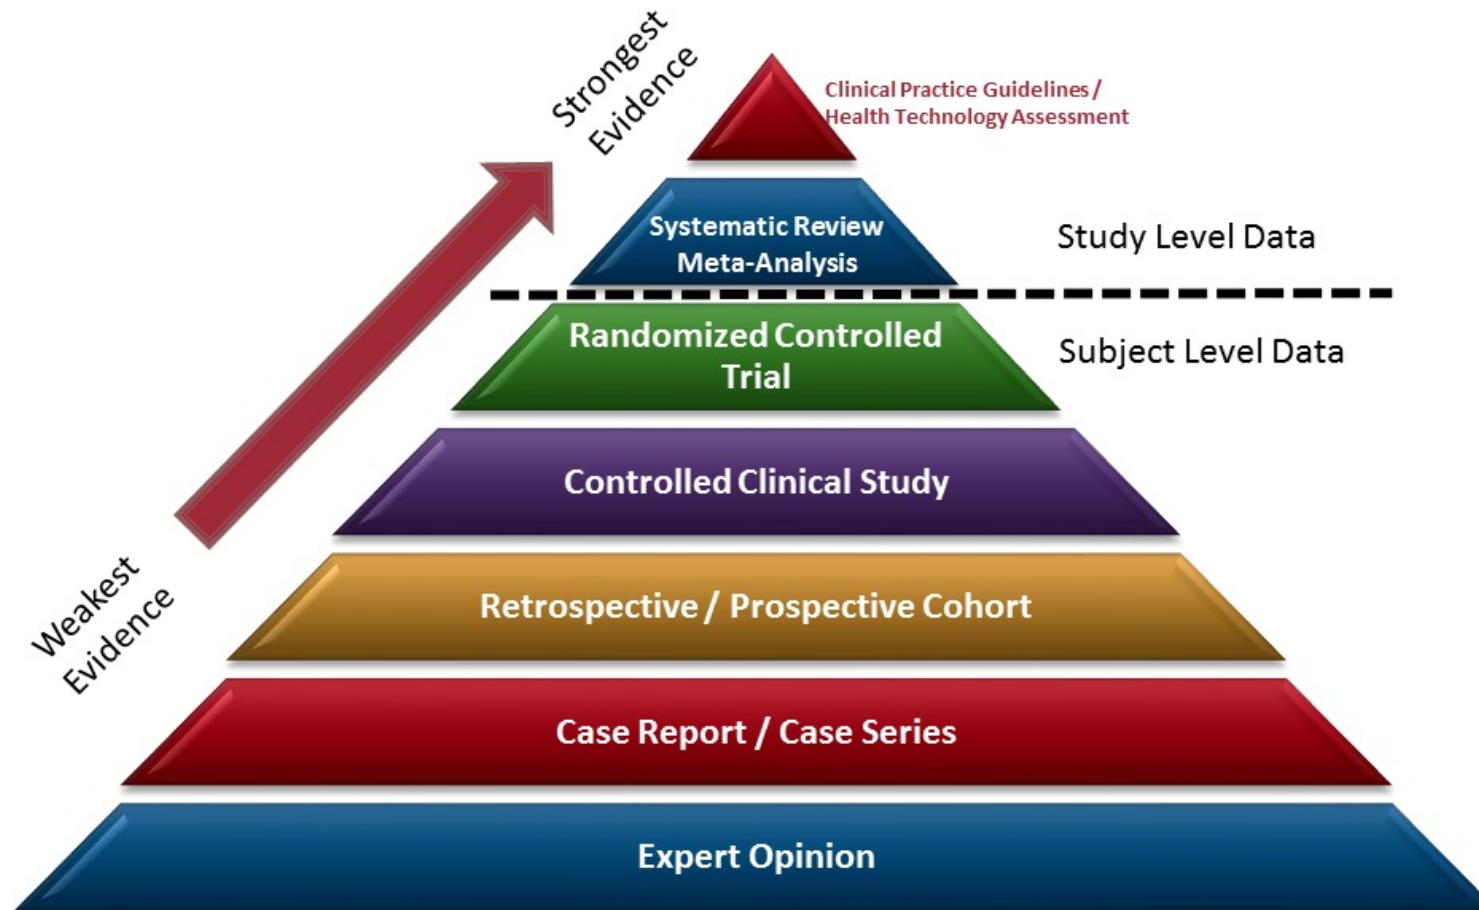 Strongest
Evidence
Clinical Practice Guidelines /
Health Technology Assessment
Systematic Review
Meta-Analysis
Study Level Data
Randomized Controlled
Trial
Subject Level Data
Controlled Clinical Study
Weakest
Evidence
Retrospective / Prospective Cohort
Case Report / Case Series
Expert Opinion